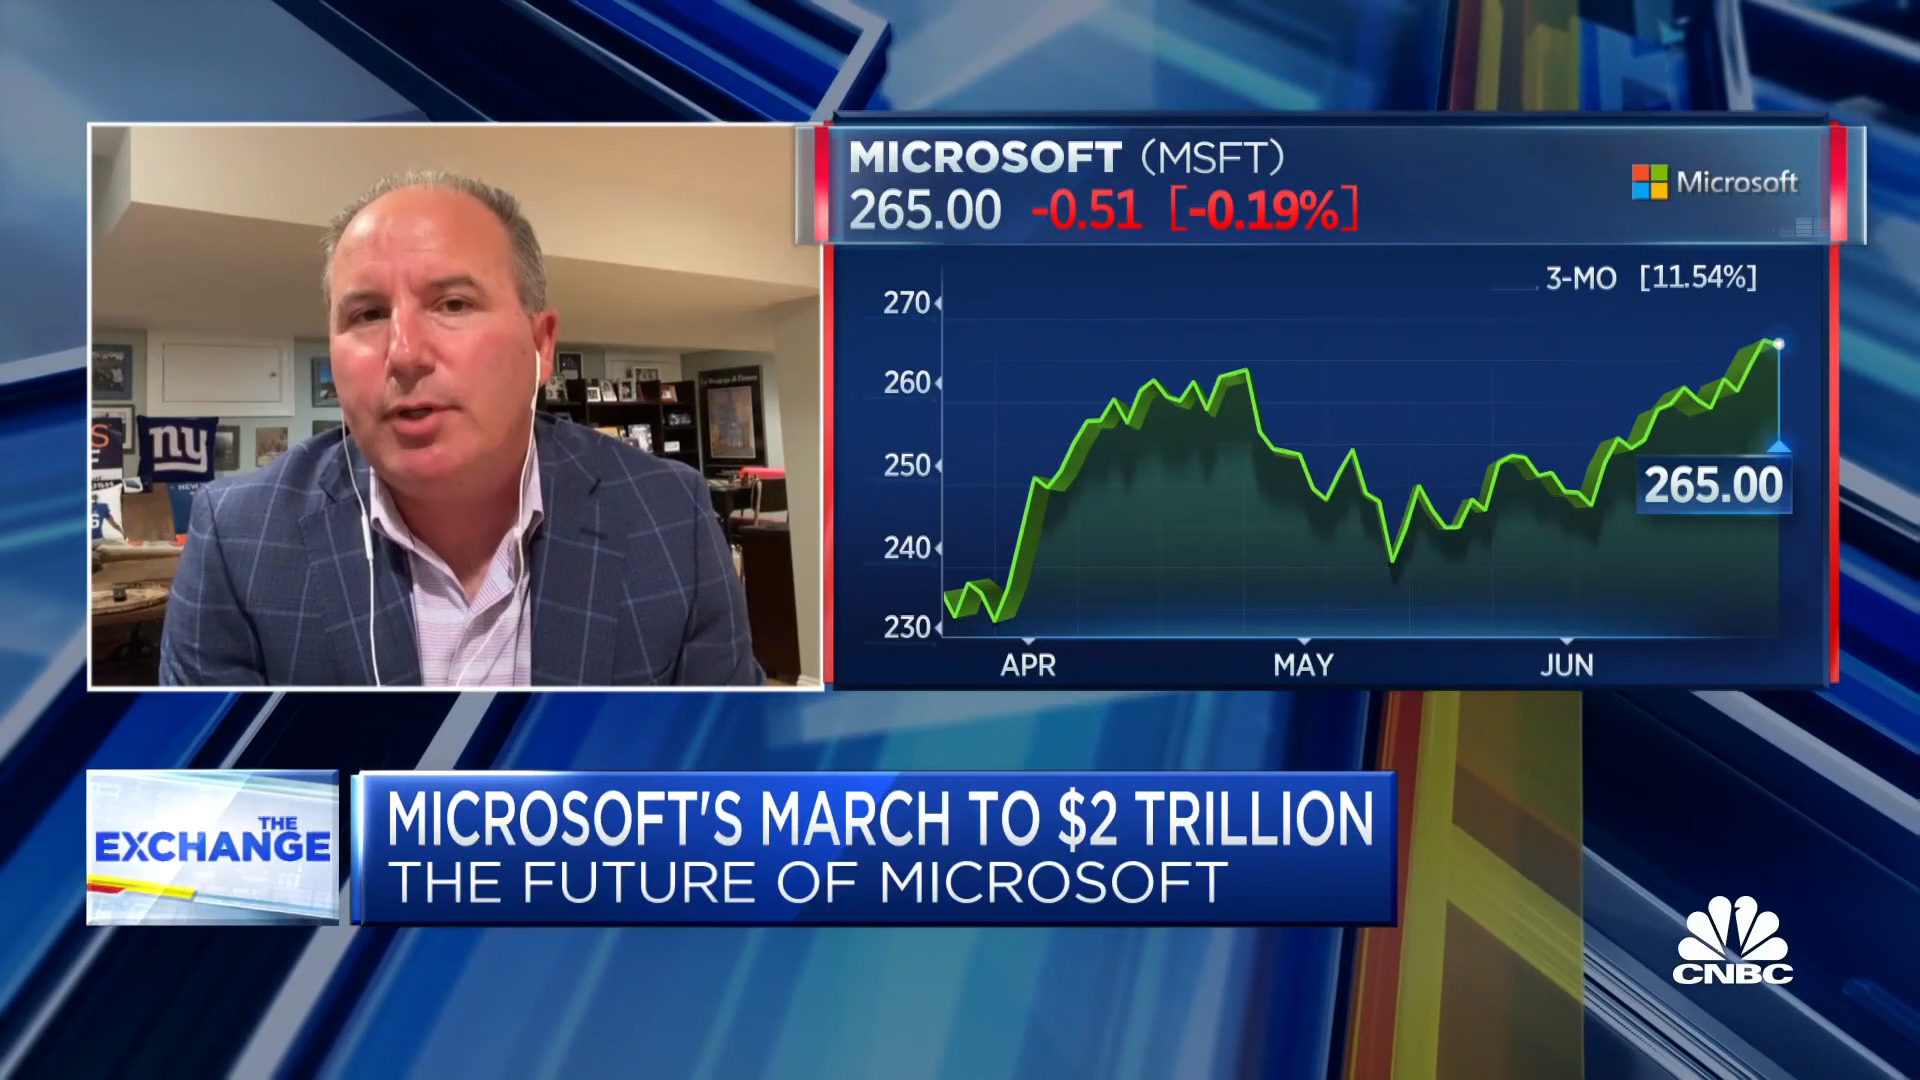 MICROSOFT (MSFT)
265.00 -0.51 [-0.19%]
Microsoft
3-MO [11.54%]
270
260
250
240
230
265.00
APR MAY JUN
ny
THE
EXCHANGE
MICROSOFT'S MARCH TO $2 TRILLION
THE FUTURE OF MICROSOFT
CNBC